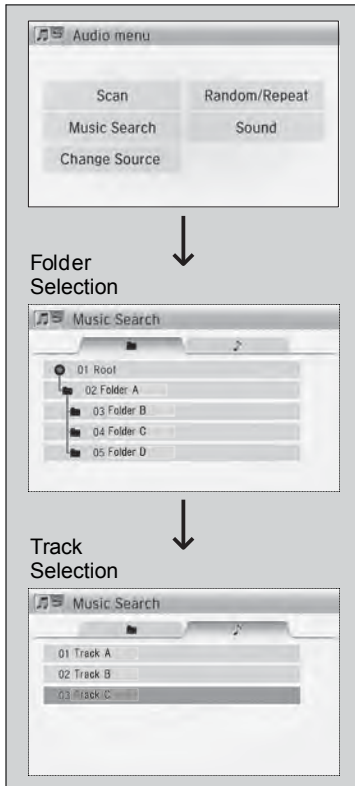 Audio menu
Scan Random/Repeat
Music Search Sound
Change Source
Folder
Selection
Music Search
01 Root
02 Folder A
03 Folder B
04 Folder C
05 Folder D
Track
Selection
Music Search
01 Track A
02 Track B
03 Track C